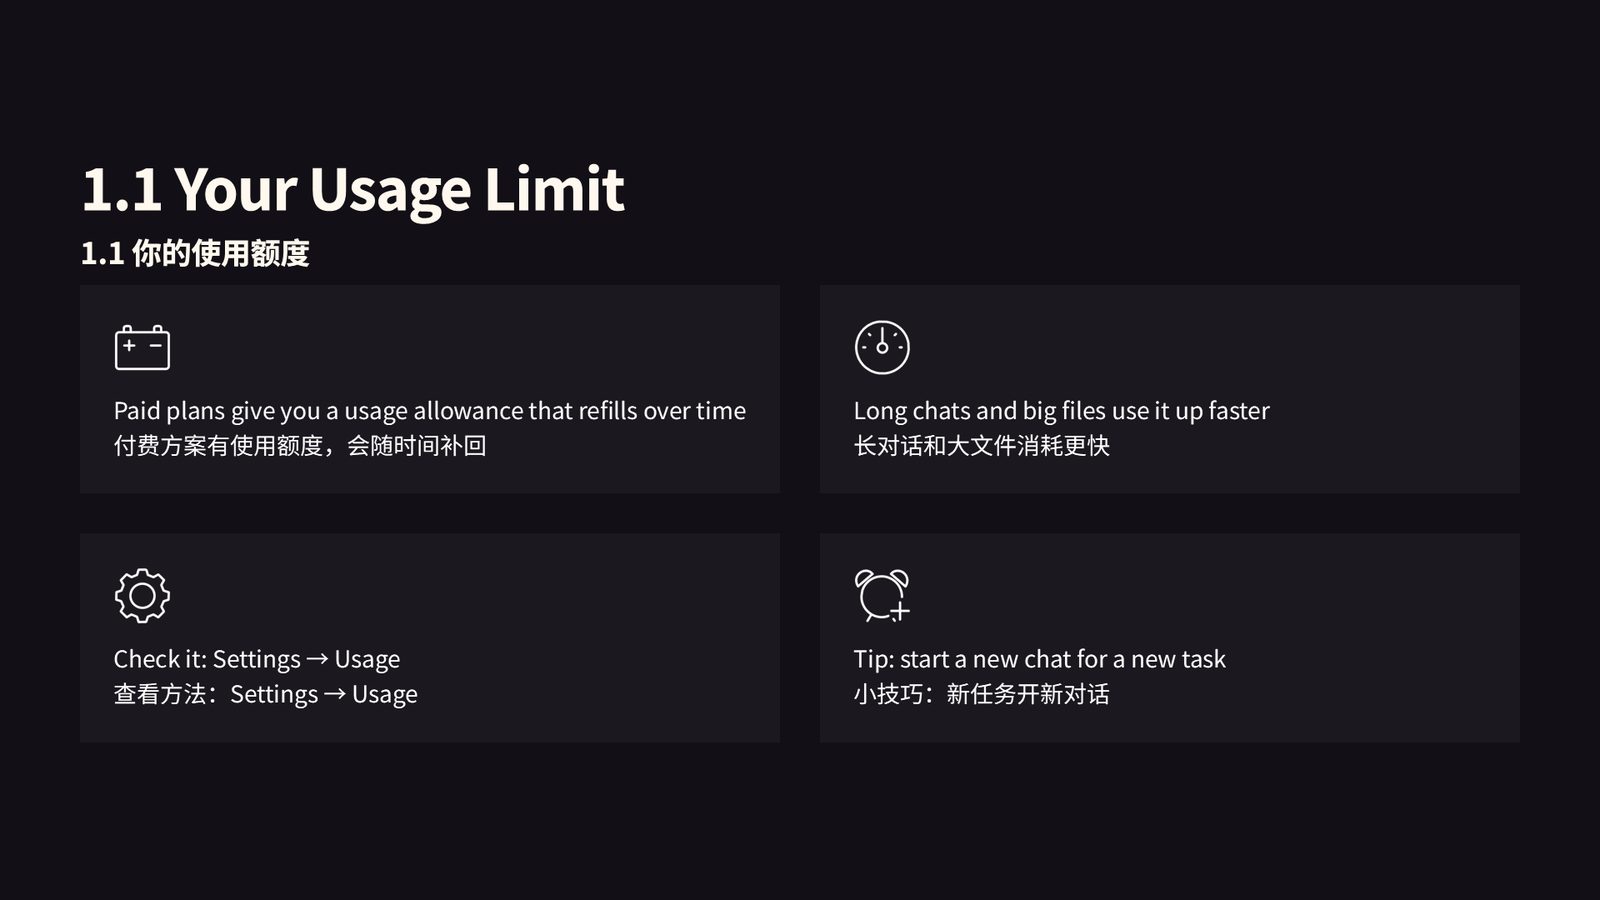 1.1 Your Usage Limit
1.1 你的使用额度
Paid plans give you a usage allowance that refills over time
付费方案有使用额度，会随时间补回
Long chats and big files use it up faster
长对话和大文件消耗更快
Check it: Settings → Usage
查看方法：Settings → Usage
Tip: start a new chat for a new task
小技巧：新任务开新对话